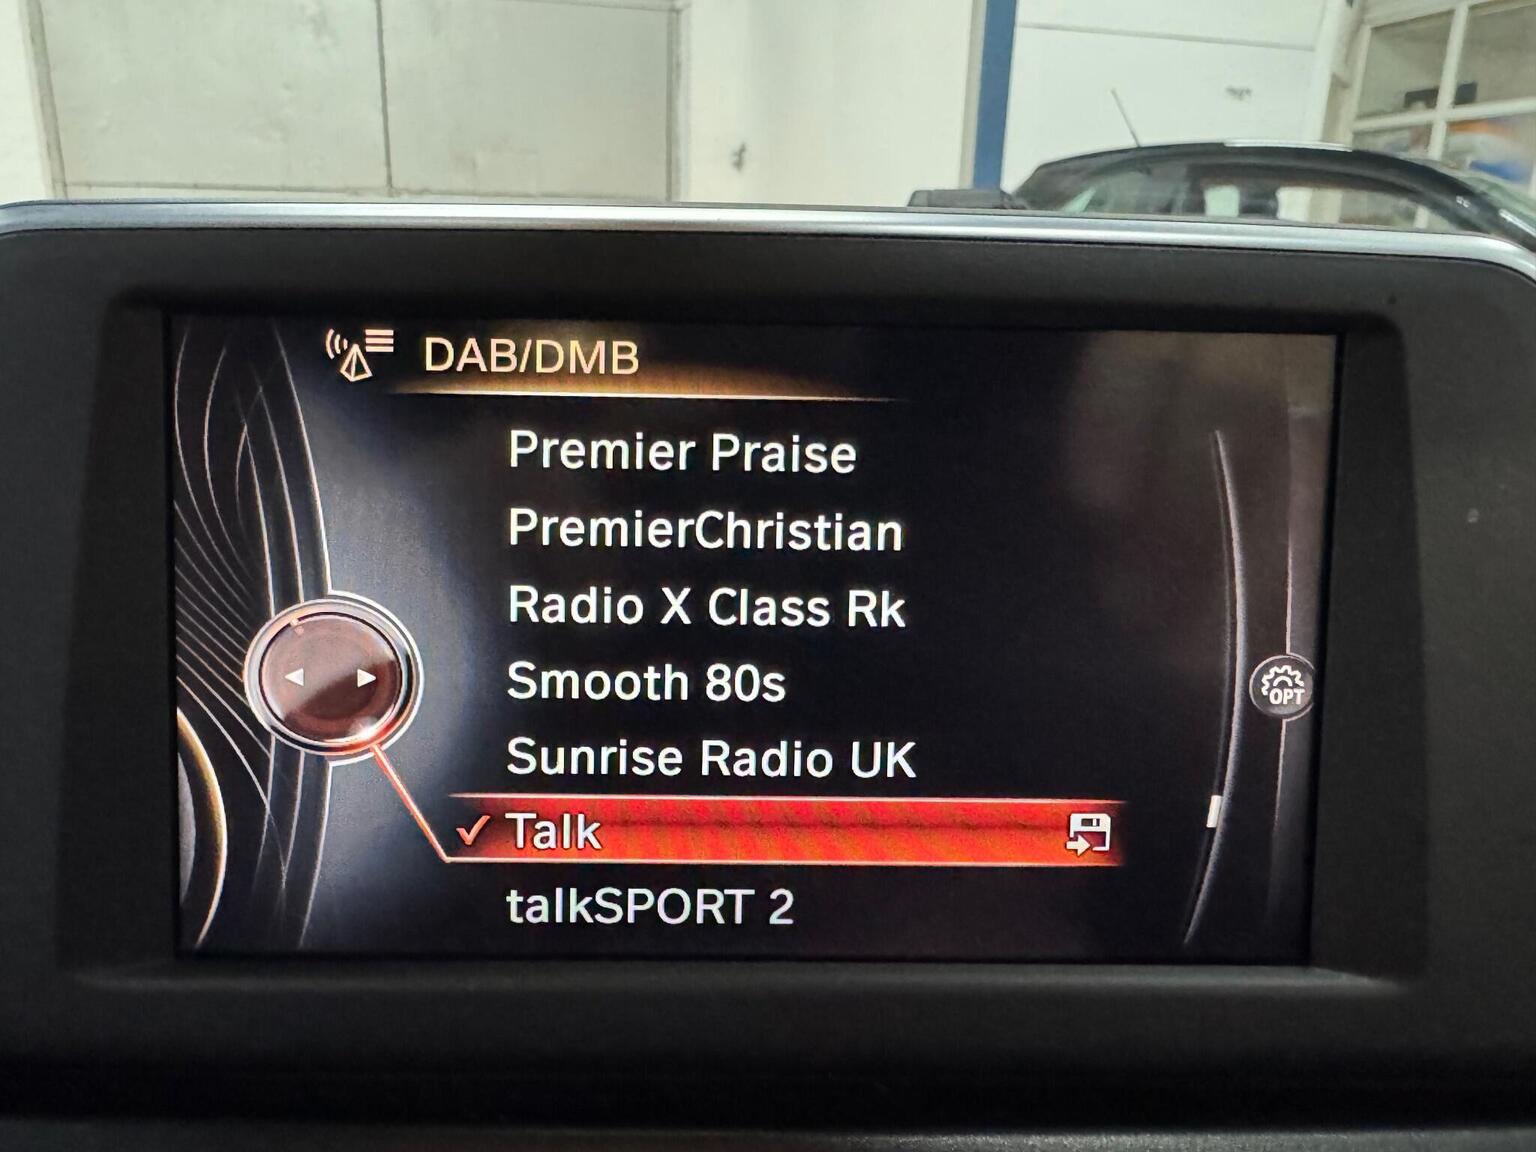 DAB/DMB
Premier Praise
PremierChristian
Radio X Class Rk
Smooth 80s
Sunrise Radio UK
Talk
talkSPORT 2
OPT